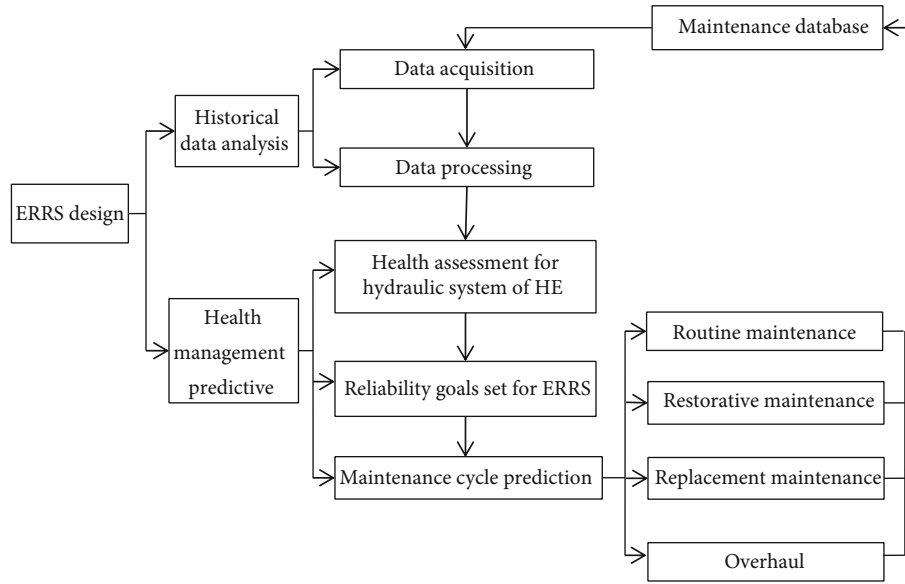 Maintenance database
Data acquisition
Historical
data analysis
Data processing
ERRS design
Health assessment for
hydraulic system of HE
Health
management
predictive
Reliability goals set for ERRS
Maintenance cycle prediction
Routine maintenance
Restorative maintenance
Replacement maintenance
Overhaul